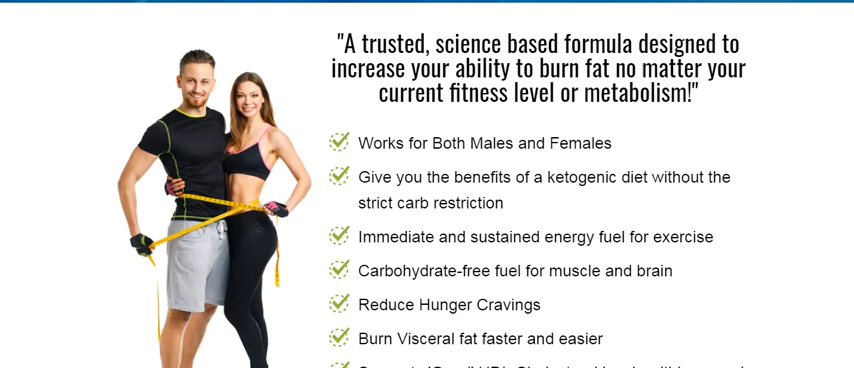 "A trusted, science based formula designed to
increase your ability to burn fat no matter your
current fitness level or metabolism!"
Works for Both Males and Females
Give you the benefits of a ketogenic diet without the
strict carb restriction
Immediate and sustained energy fuel for exercise
Carbohydrate-free fuel for muscle and brain
Reduce Hunger Cravings
Burn Visceral fat faster and easier